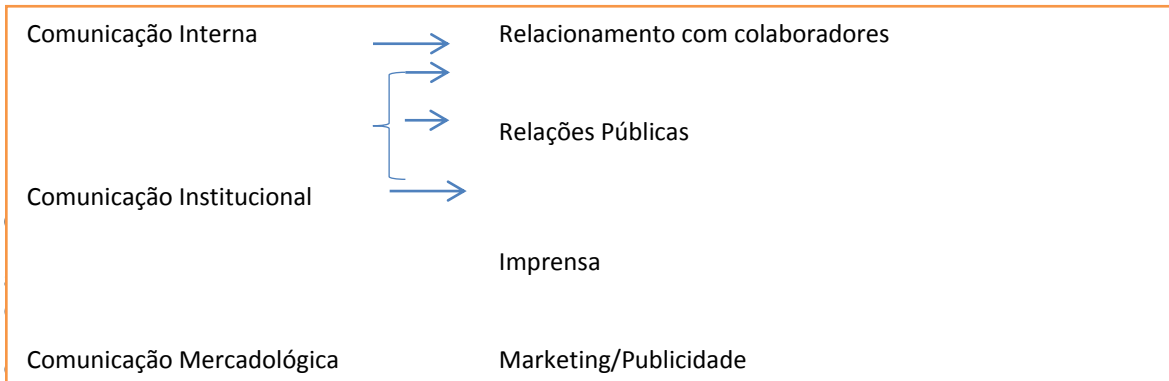 Comunicação Interna Relacionamento com colaboradores
Relações Públicas
Comunicação Institucional
Imprensa
Comunicação Mercadológica Marketing/Publicidade